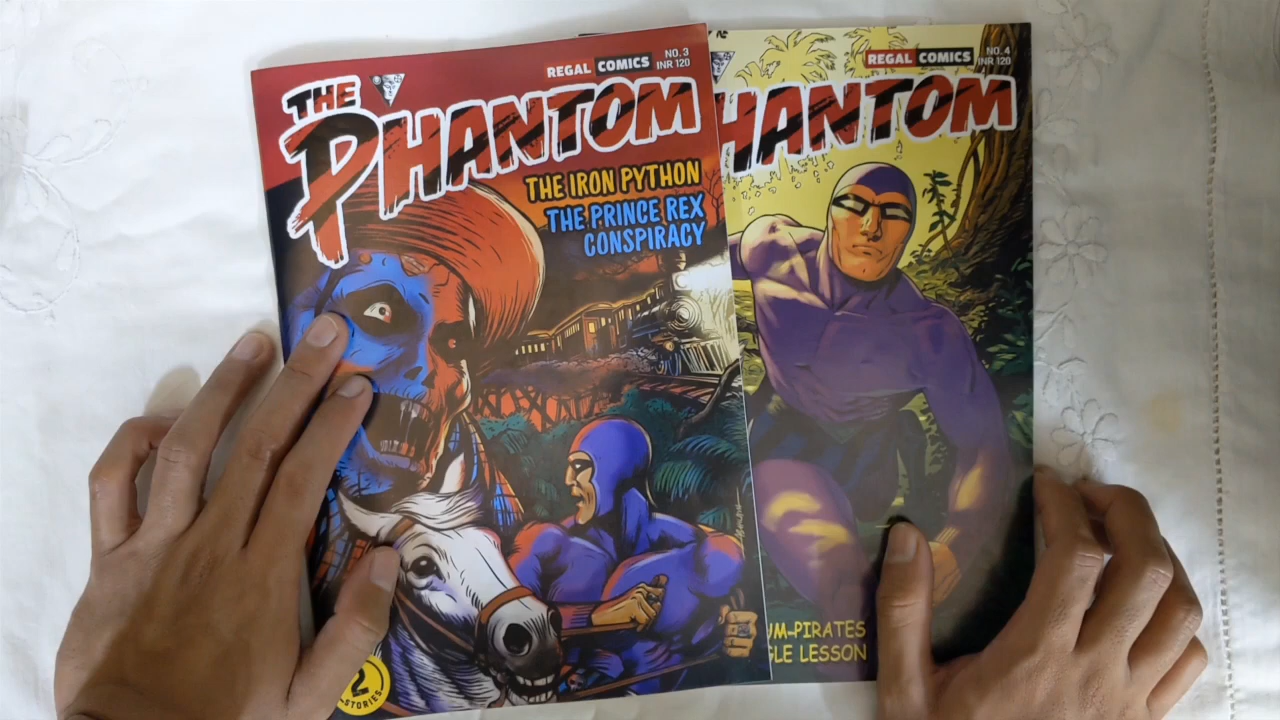 REGAL COMICS
NO. 3
INR 120
THE
PHANTOM
THE IRON PYTHON
THE PRINCE REX
CONSPIRACY
2
STORIES
REGAL COMICS
NO. 4
INR 120
HANTOM
UM-PIRATES
GLE LESSON